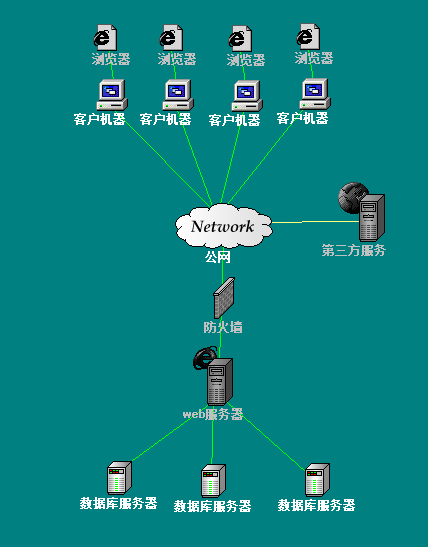 浏览器
浏览器
浏览器
浏览器
客户机器
客户机器
客户机器
客户机器
Network
公网
第三方服务
防火墙
web服务器
数据库服务器
数据库服务器
数据库服务器